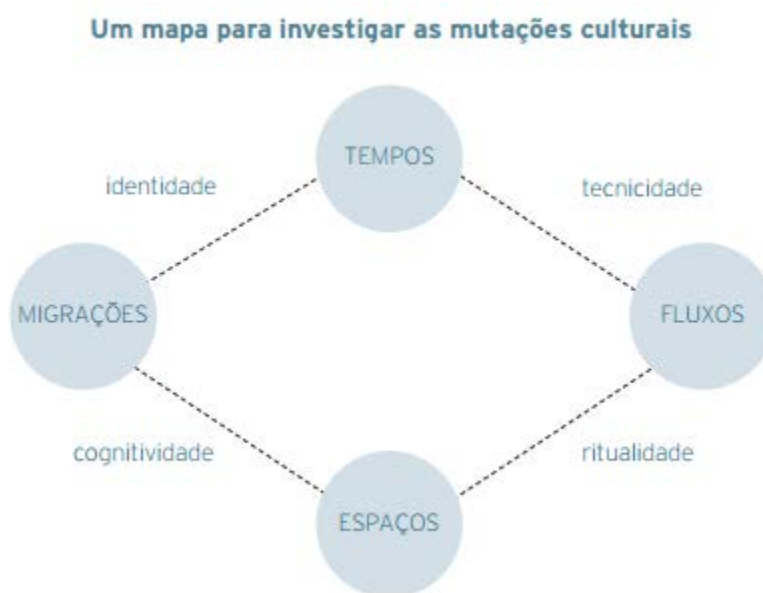 Um mapa para investigar as mutações culturais
TEMPOS
identidade
tecnicidade
MIGRAÇÕES
FLUXOS
cognitividade
ritualidade
ESPAÇOS